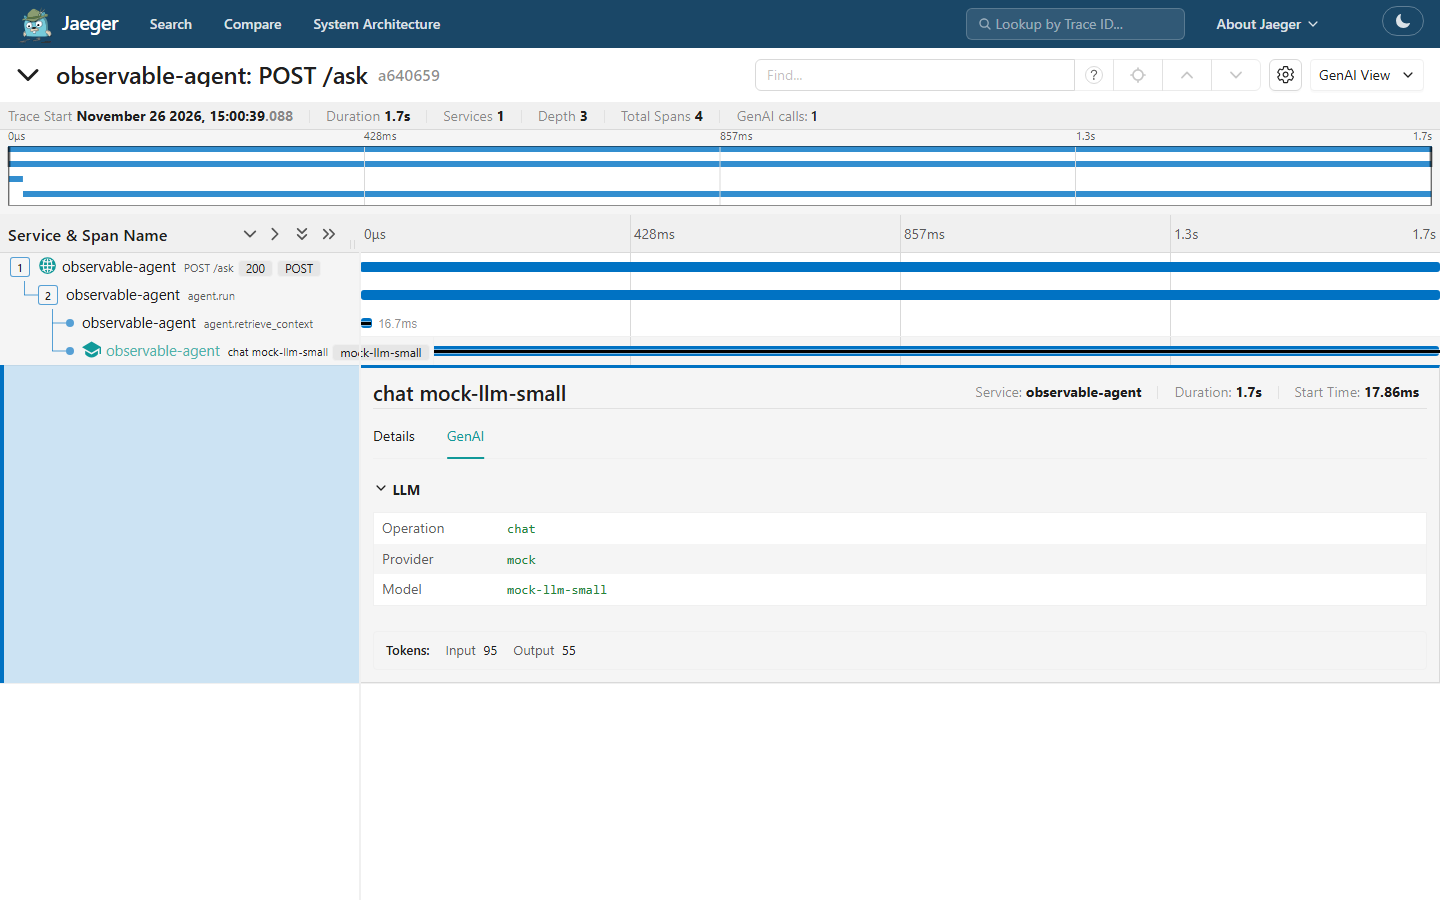 Jaeger Search Compare System Architecture Lookup by Trace ID... About Jaeger
observable-agent: POST /ask a640659 Find... ? GenAI View
Trace Start November 26 2026, 15:00:39.088 Duration 1.7s Services 1 Depth 3 Total Spans 4 GenAI calls: 1
0μs 428ms 857ms 1.3s 1.7s
Service & Span Name 0μs 428ms 857ms 1.3s 1.7s
1 observable-agent POST /ask 200 POST
2 observable-agent agent.run
observable-agent agent.retrieve_context 16.7ms
observable-agent chat mock-llm-small mock-llm-small
chat mock-llm-small Service: observable-agent Duration: 1.7s Start Time: 17.86ms
Details GenAI
LLM
Operation chat
Provider mock
Model mock-llm-small
Tokens: Input 95 Output 55